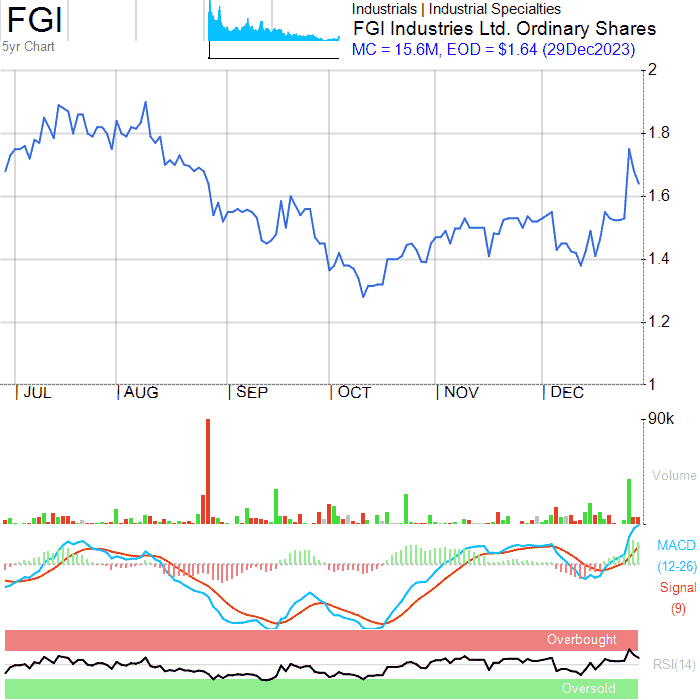 FGI
5yr Chart
Industrials | Industrial Specialties
FGI Industries Ltd. Ordinary Shares
MC = 15.6M, EOD = $1.64 (29Dec2023)
2
1.8
1.6
1.4
1.2
1
JUL AUG SEP OCT NOV DEC
90k
Volume
MACD
(12-26)
Signal
(9)
Overbought
RSI(14)
Oversold